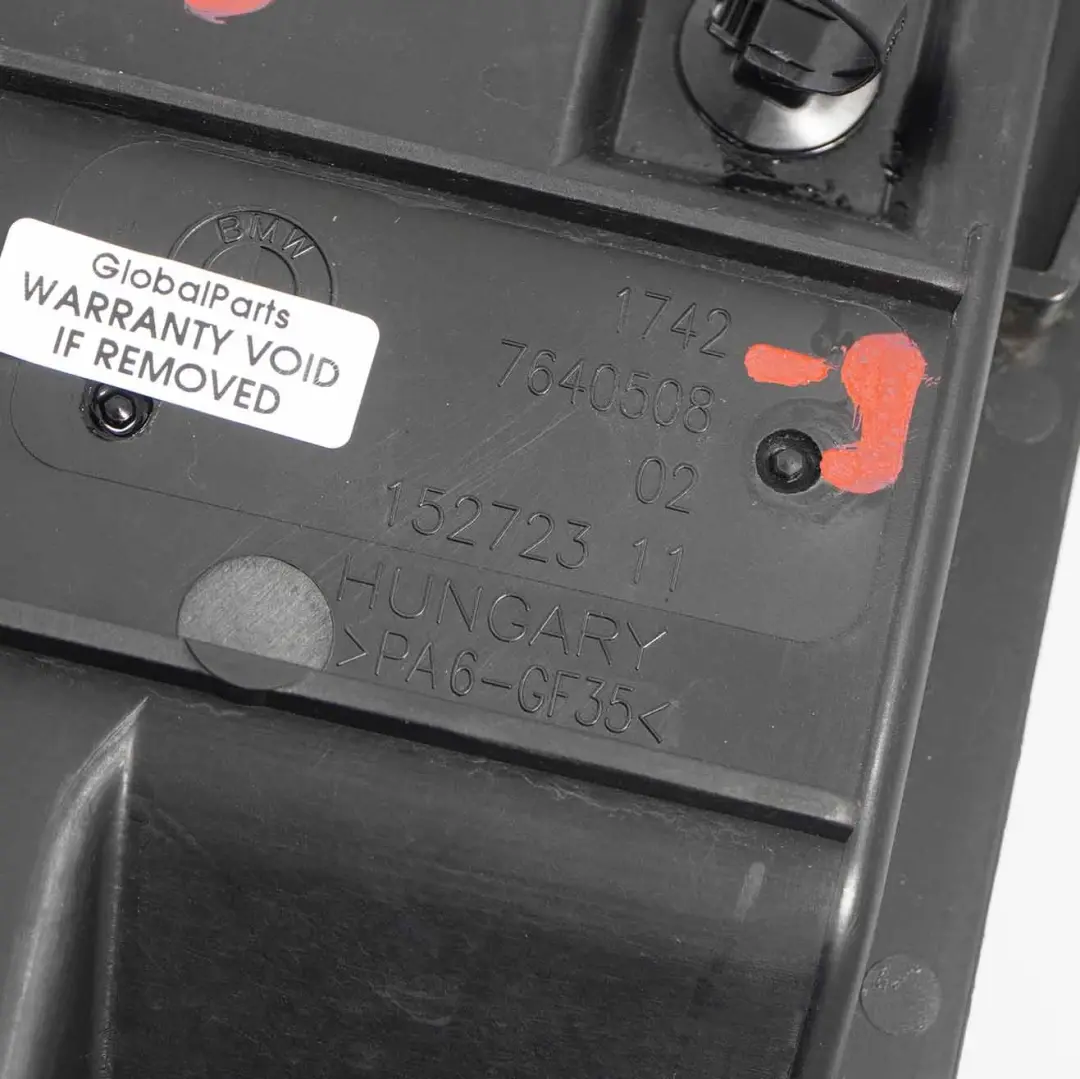 BMW
GlobalParts
WARRANTY VOID
IF REMOVED
1742
7640508
02
152723 11
HUNGARY
>PA6-GF35<